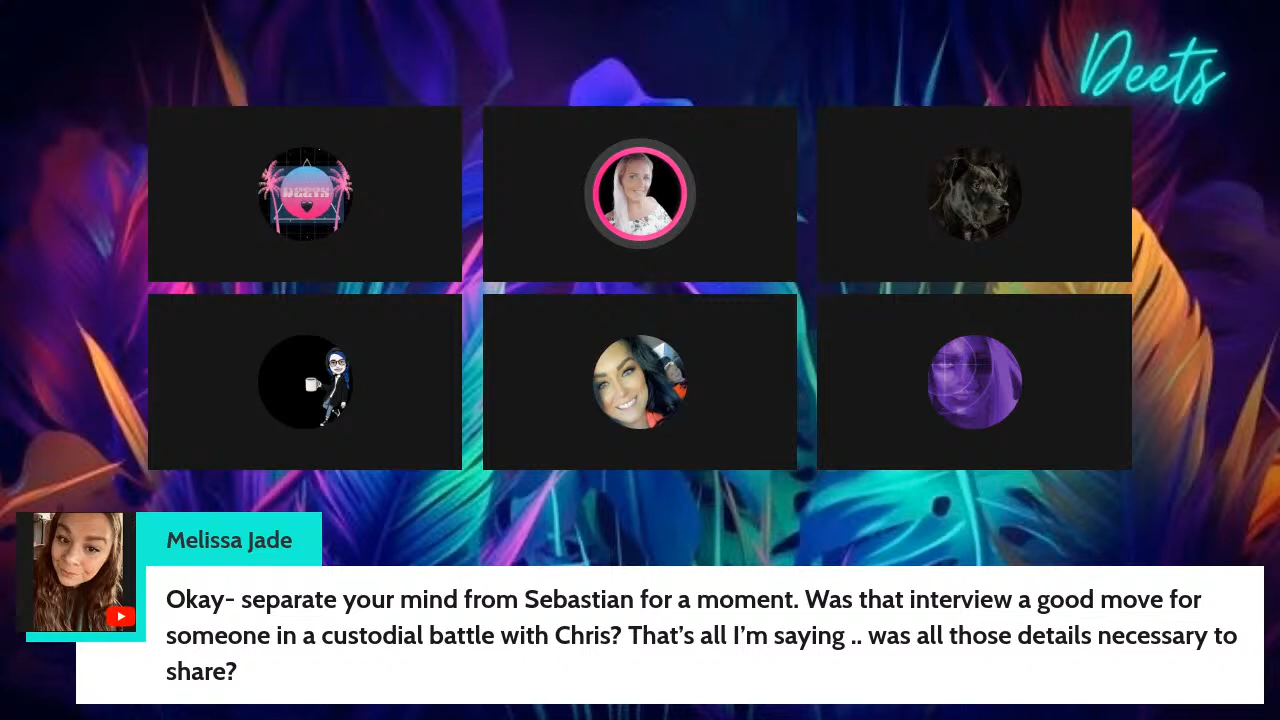 Deets
Melissa Jade
Okay- separate your mind from Sebastian for a moment. Was that interview a good move for
someone in a custodial battle with Chris? That’s all I’m saying .. was all those details necessary to
share?